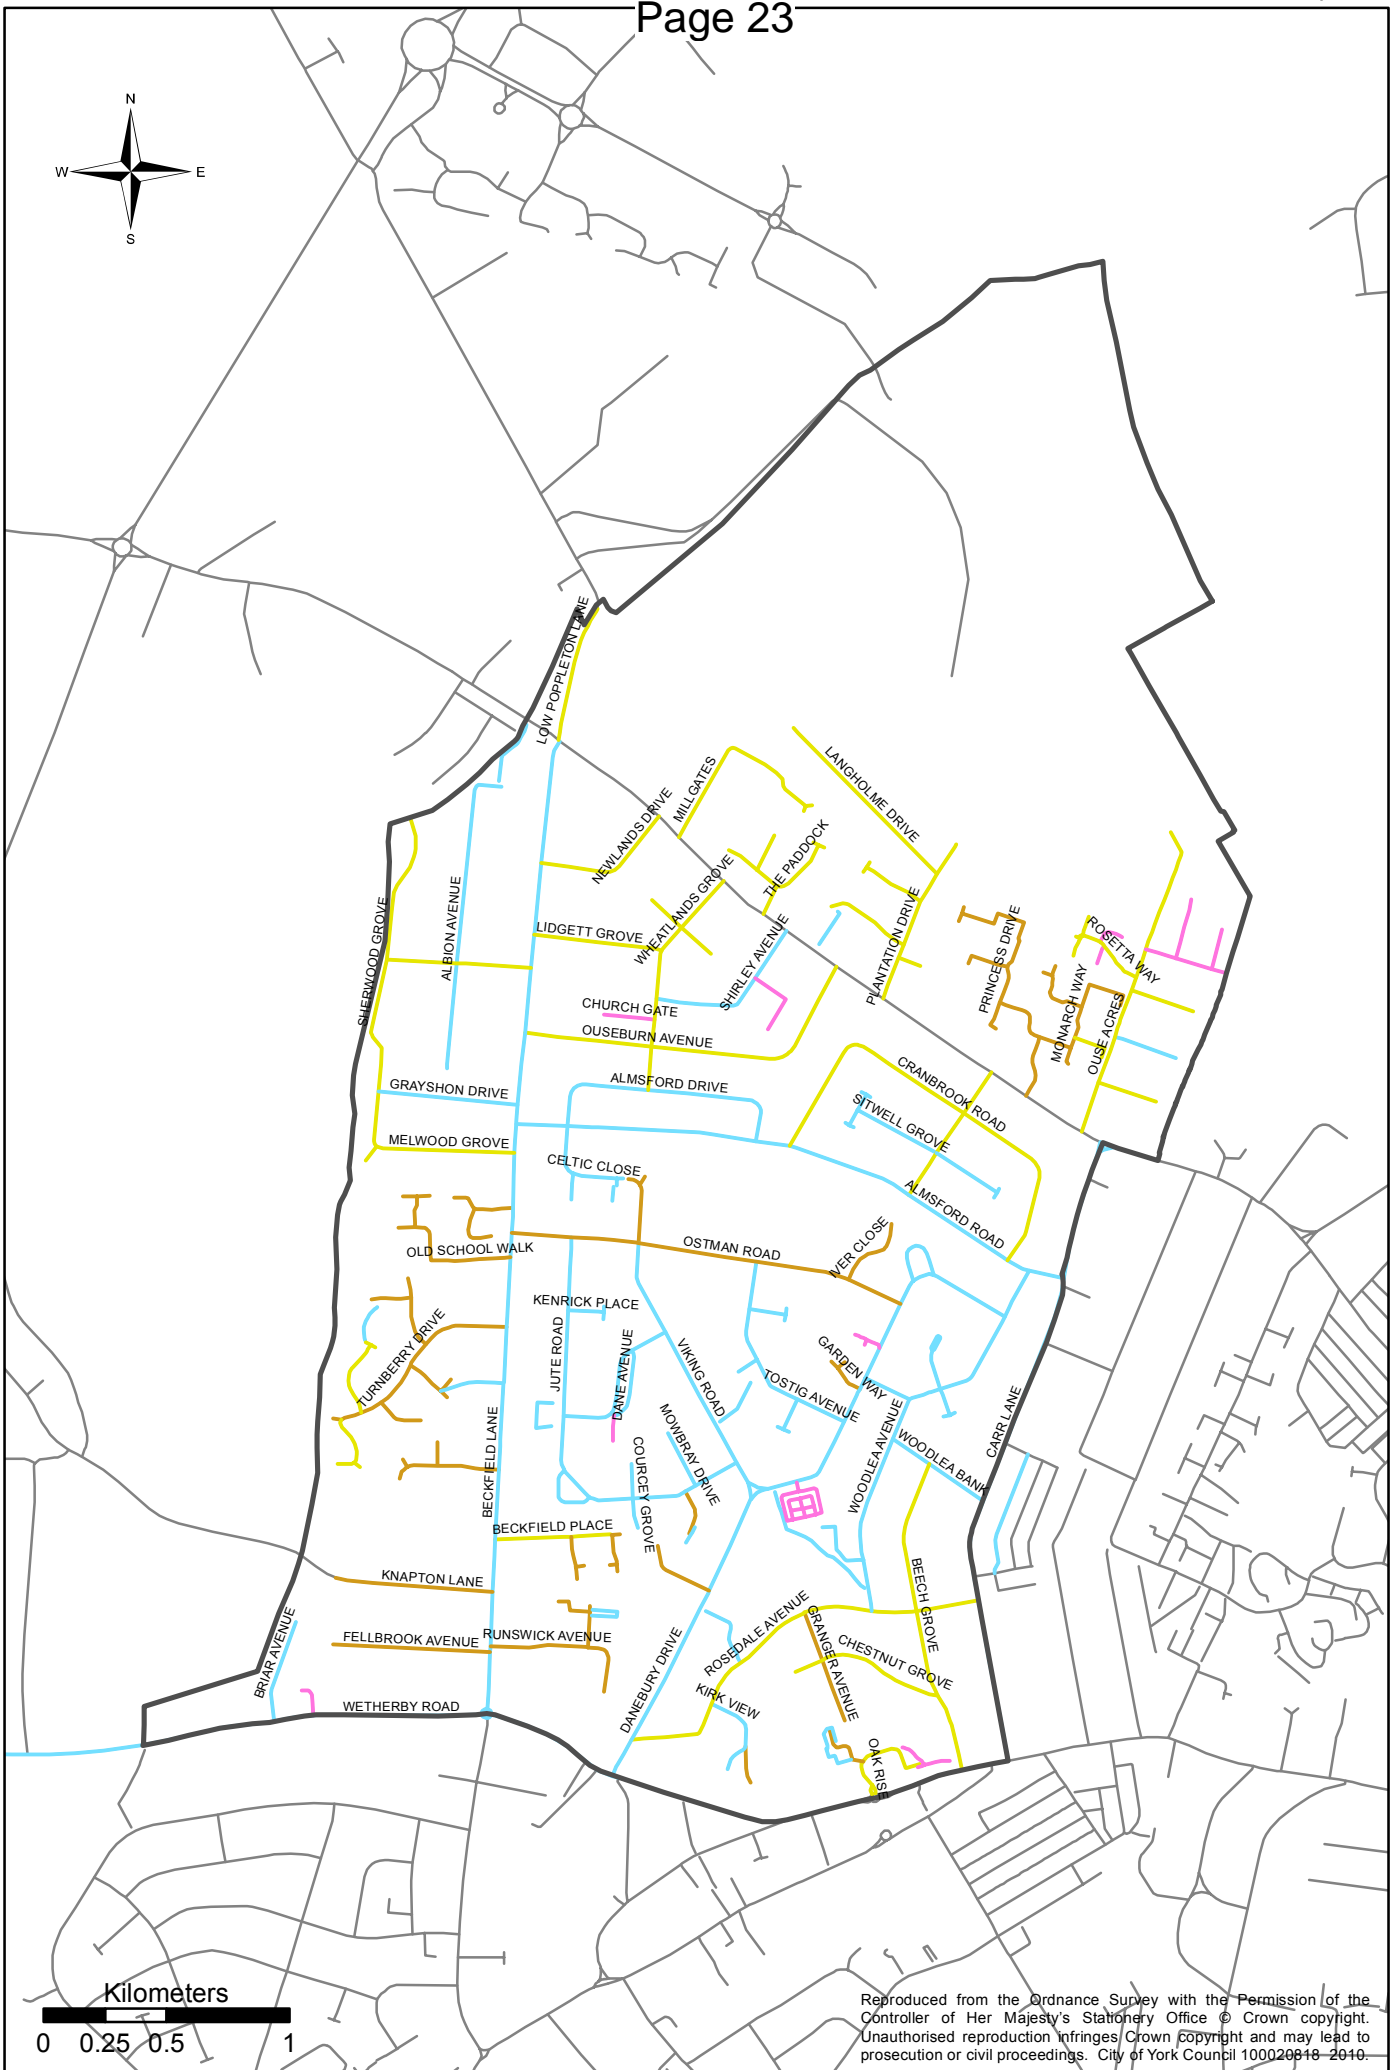 Page 23
N
W
E
S
LOW POPPLETON LANE
LANGHOLME DRIVE
MILLGATES
NEWLANDS DRIVE
THE PADDOCK
WHEATLANDS GROVE
ALBION AVENUE
SHERWOOD GROVE
LIDGETT GROVE
SHIRLEY AVENUE
PLANTATION DRIVE
PRINCESS DRIVE
ROSETTA WAY
MONARCH WAY
OUSE ACRES
CHURCH GATE
OUSEBURN AVENUE
CRANBROOK ROAD
GRAYSHON DRIVE
ALMSFORD DRIVE
SITWELL GROVE
MELWOOD GROVE
CELTIC CLOSE
ALMSFORD ROAD
OLD SCHOOL WALK
OSTMAN ROAD
IVER CLOSE
KENRICK PLACE
TURNBERRY DRIVE
JUTE ROAD
DANE AVENUE
VIKING ROAD
GARDEN WAY
TOSTIG AVENUE
CARR LANE
BECKFIELD LANE
MOWBRAY DRIVE
COURCEY GROVE
WOODLEA AVENUE
WOODLEA BANK
BECKFIELD PLACE
KNAPTON LANE
BEECH GROVE
BRIAR AVENUE
FELLBROOK AVENUE
RUNSWICK AVENUE
ROSEDALE AVENUE
GRANGER AVENUE
CHESTNUT GROVE
DANEBURY DRIVE
KIRK VIEW
WETHERBY ROAD
OAK RISE
Kilometers
0 0.25 0.5 1
Reproduced from the Ordnance Survey with the Permission of the
Controller of Her Majesty's Stationery Office © Crown copyright.
Unauthorised reproduction infringes Crown copyright and may lead to
prosecution or civil proceedings. City of York Council 100020818 2010.